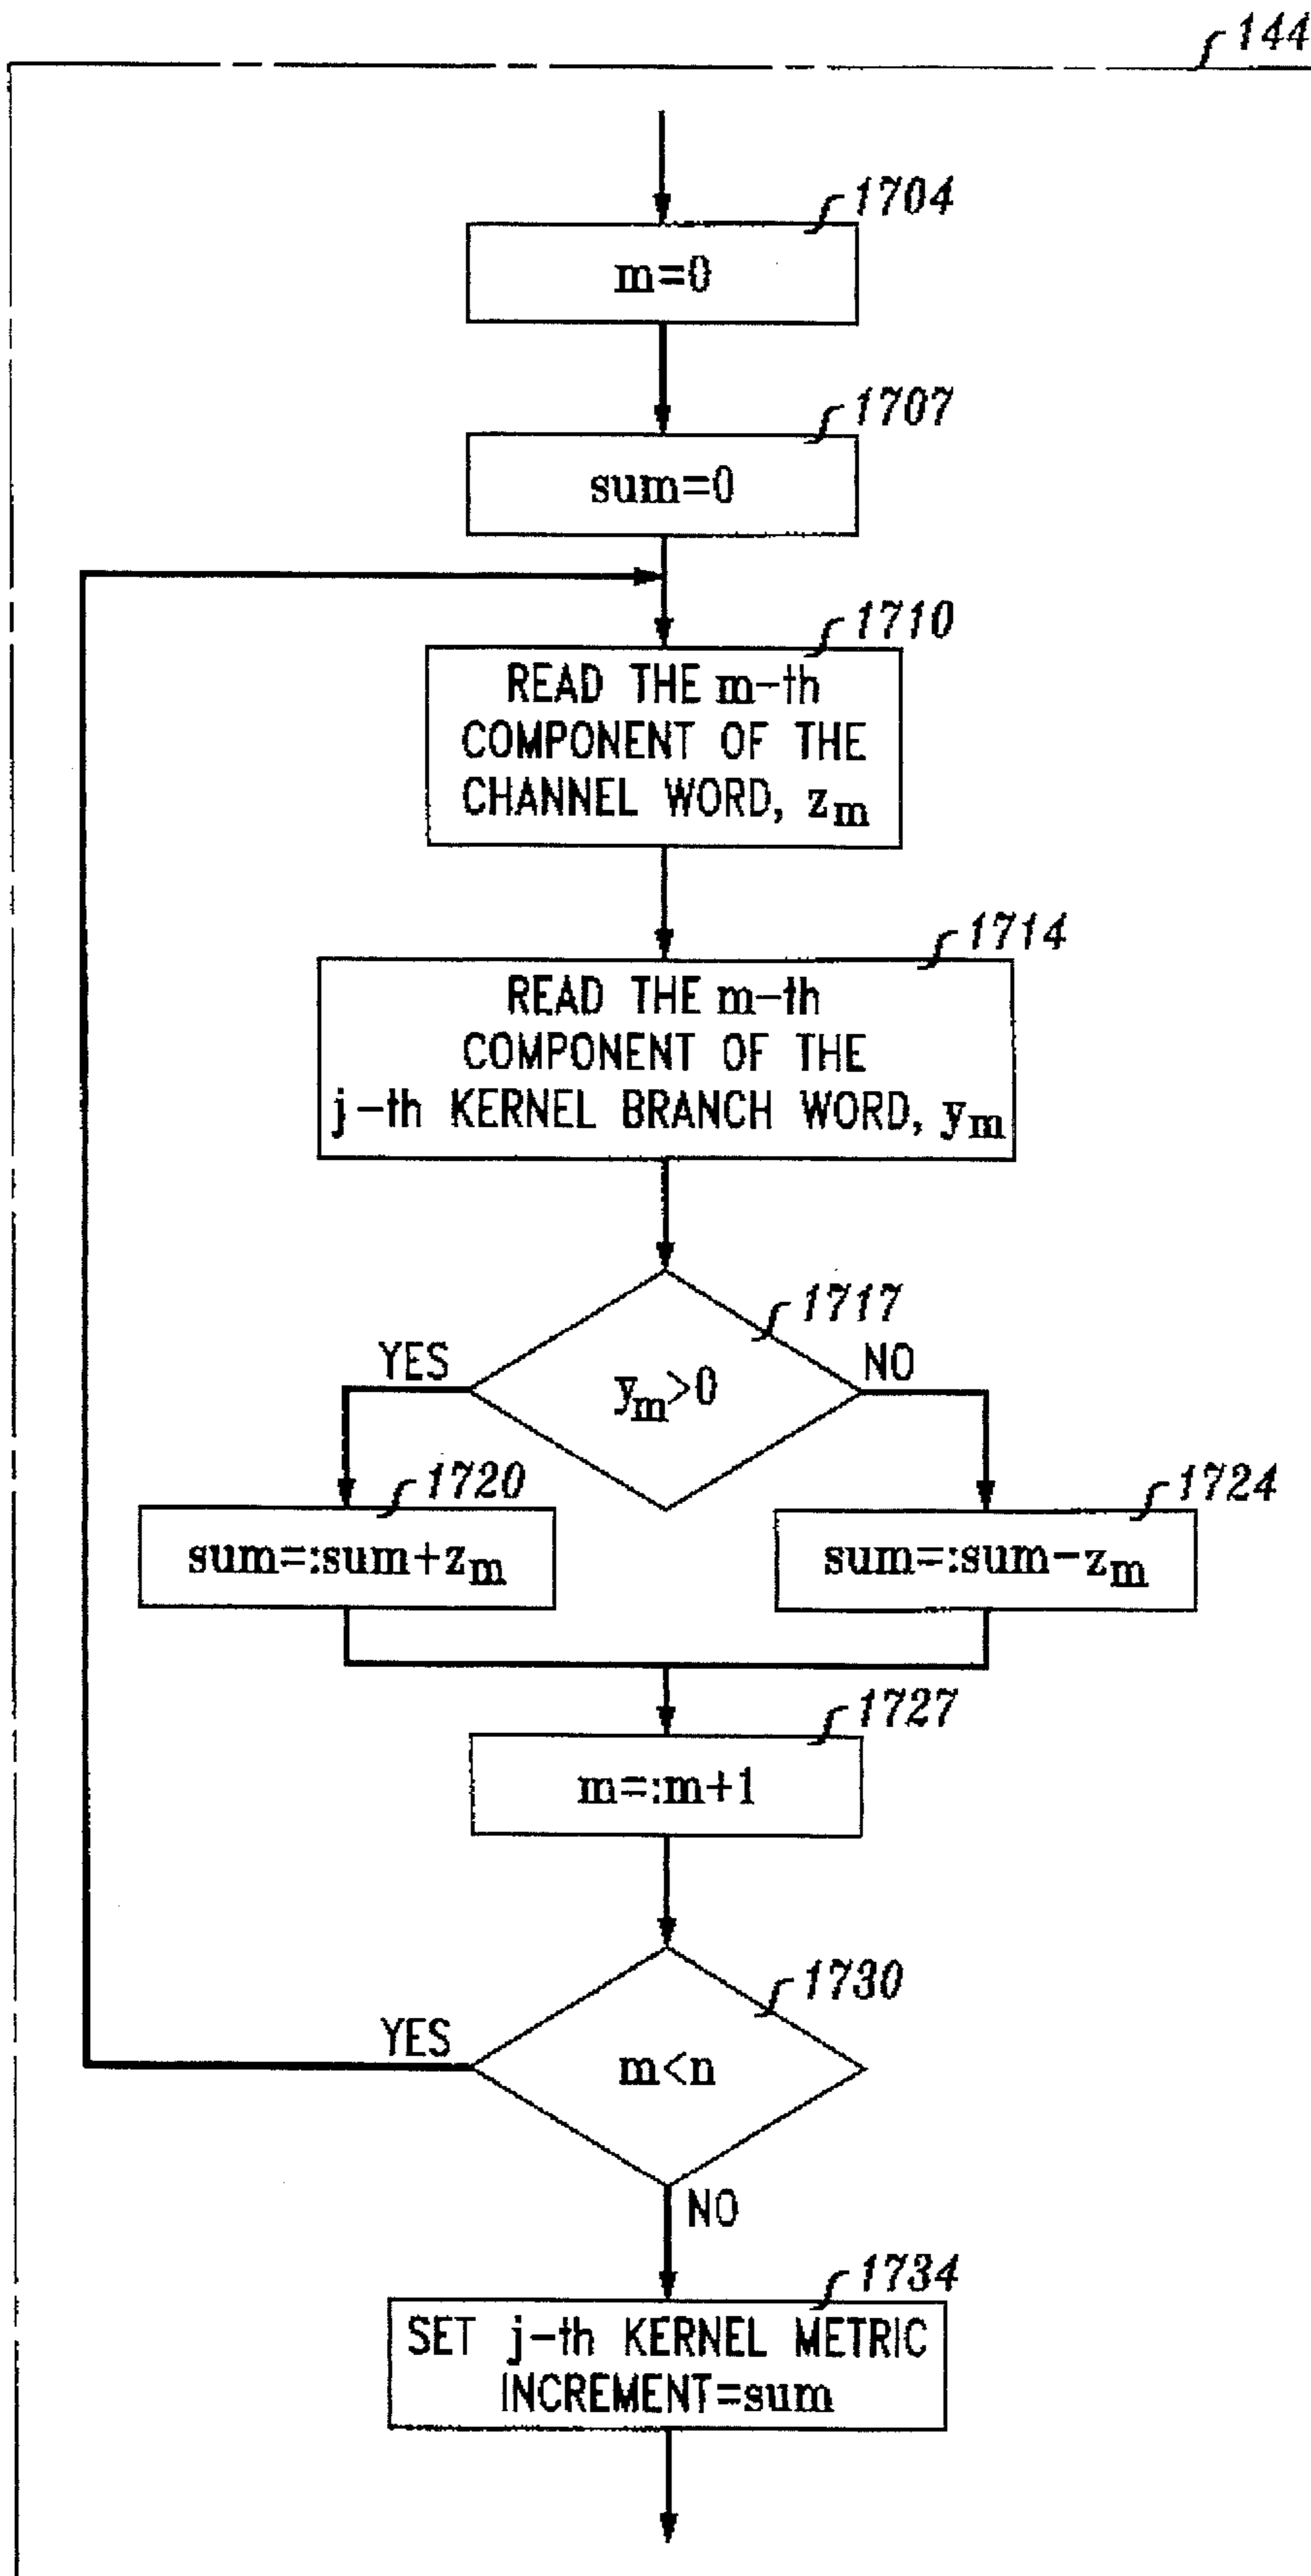 144
1704
m=0
1707
sum=0
1710
READ THE m-th
COMPONENT OF THE
CHANNEL WORD, zm
1714
READ THE m-th
COMPONENT OF THE
j-th KERNEL BRANCH WORD, ym
1717
YES
ym>0
NO
1720
sum=:sum+zm
1724
sum=:sum-zm
1727
m=:m+1
1730
YES
m<n
NO
1734
SET j-th KERNEL METRIC
INCREMENT=sum